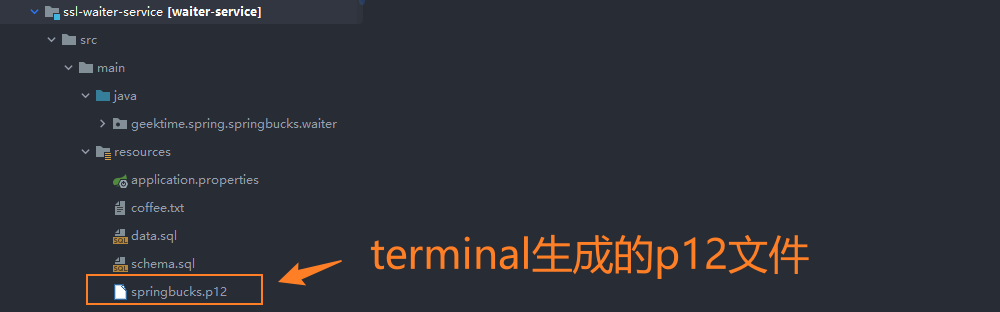 ssl-waiter-service [waiter-service]
src
main
java
geektime.spring.springbucks.waiter
resources
application.properties
coffee.txt
SQL data.sql
SQL schema.sql
springbucks.p12
terminal生成的p12文件